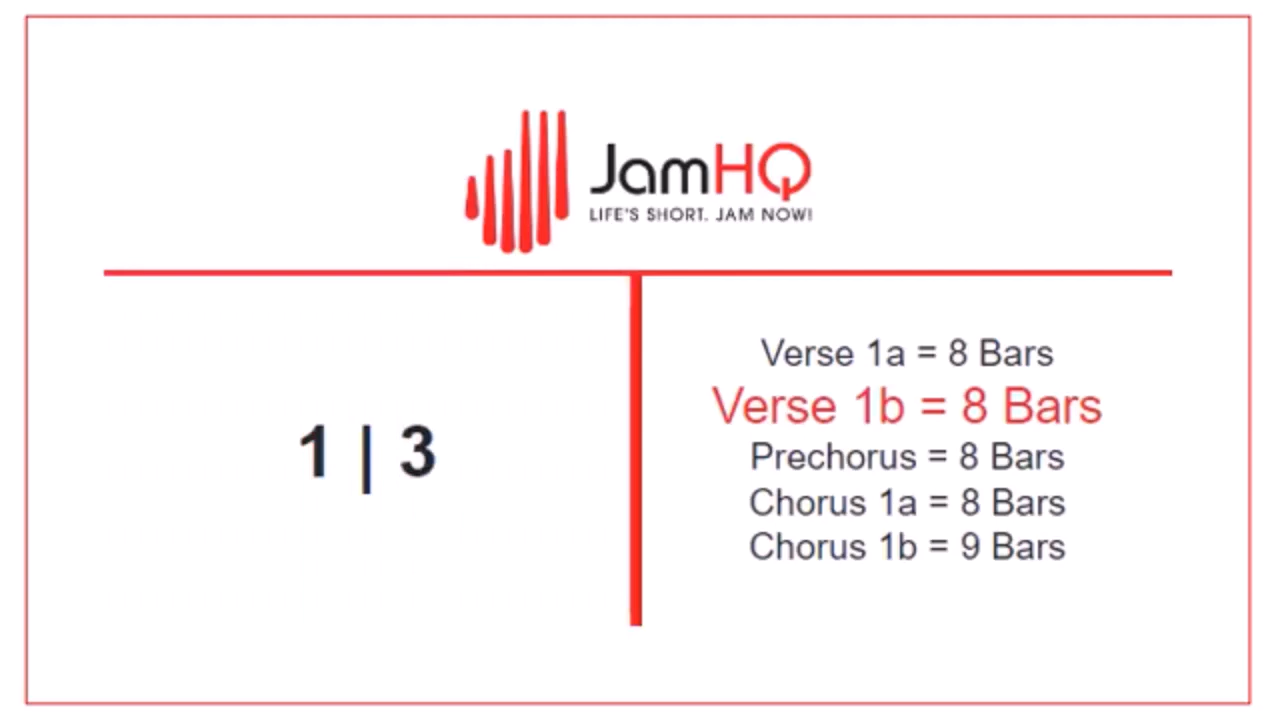 JamHQ
LIFE'S SHORT. JAM NOW!
1 | 3
Verse 1a = 8 Bars
Verse 1b = 8 Bars
Prechorus = 8 Bars
Chorus 1a = 8 Bars
Chorus 1b = 9 Bars